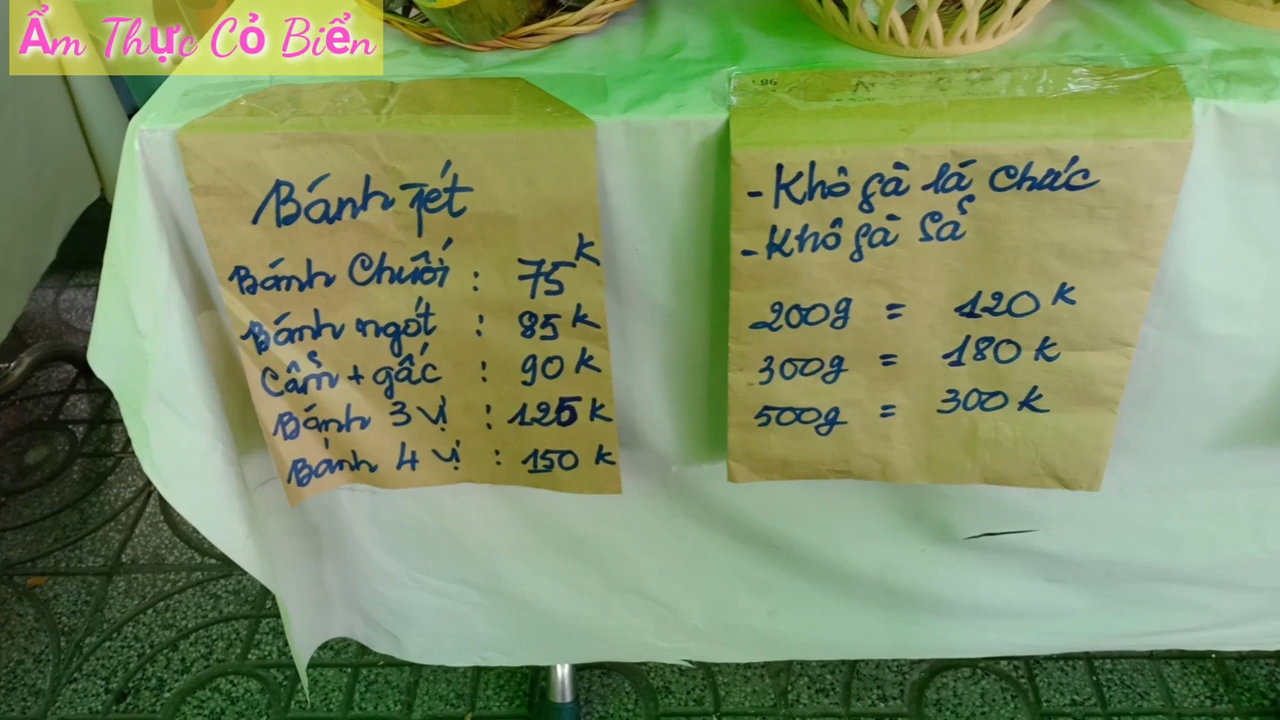 Ẩm Thực Cỏ Biển
Bánh Tét
Bánh Chuối : 75k
Bánh ngót : 85k
Cẩm + gấc : 90k
Bánh 3 vị : 125k
Bánh 4 vị : 150k
- Khô gà lá Chúc
- Khô gà Sả
200g = 120k
300g = 180k
500g = 300k